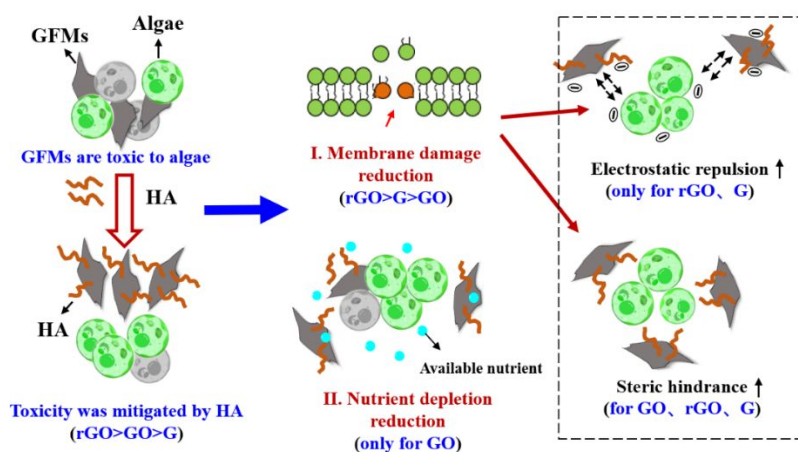 GFMs
Algae
GFMs are toxic to algae
HA
HA
Toxicity was mitigated by HA
(rGO>GO>G)
I. Membrane damage
reduction
(rGO>G>GO)
Available nutrient
II. Nutrient depletion
reduction
(only for GO)
Electrostatic repulsion ↑
(only for rGO、G)
Steric hindrance ↑
(for GO、rGO、G)